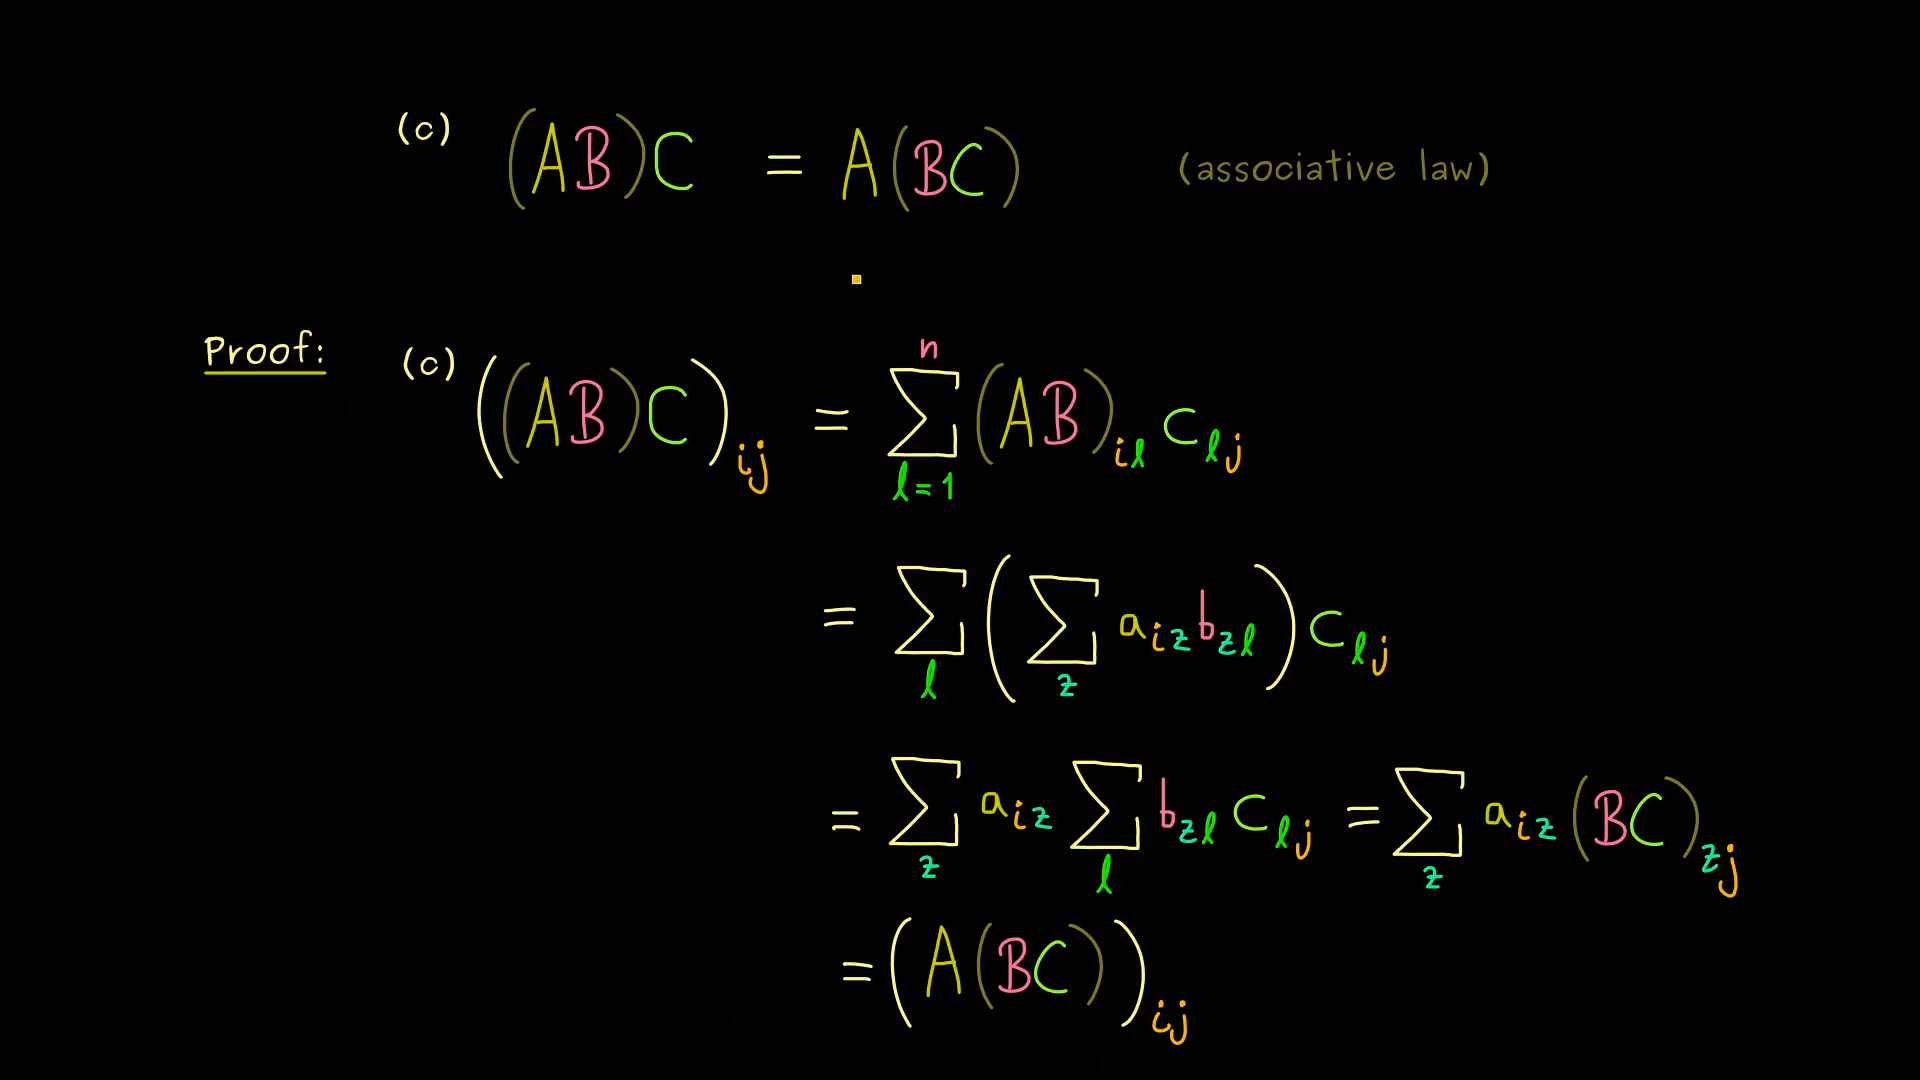 (c) (AB)C = A(BC) (associative law)
Proof: (c) ((AB)C)_{ij} = \sum_{l=1}^{n} (AB)_{il} c_{lj}
= \sum_{l} ( \sum_{z} a_{iz} b_{zl} ) c_{lj}
= \sum_{z} a_{iz} \sum_{l} b_{zl} c_{lj} = \sum_{z} a_{iz} (BC)_{zj}
= (A(BC))_{ij}